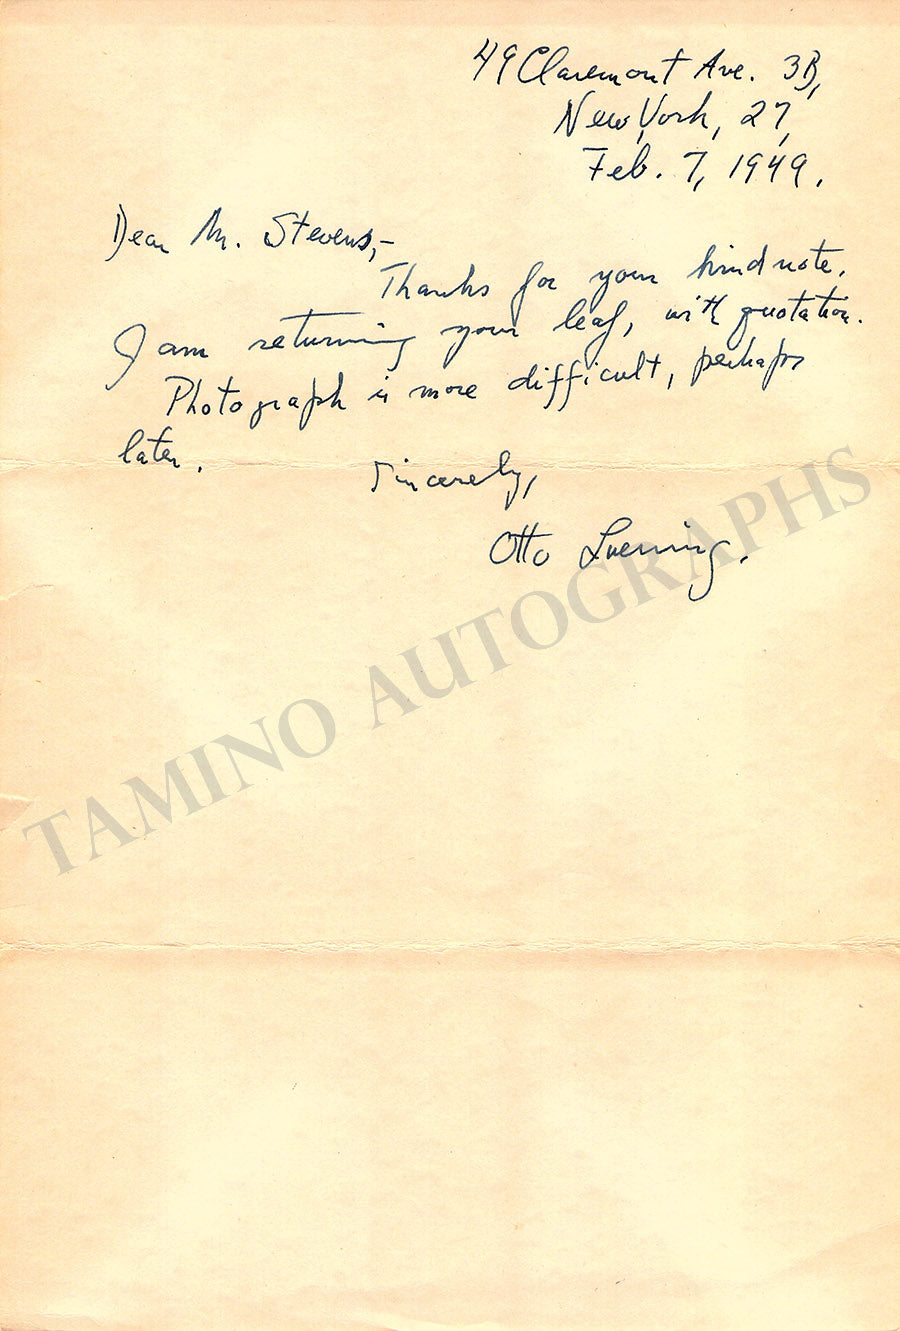 49 Claremont Ave. 3B,
New York, 27,
Feb. 7, 1949.
Dear Mr. Stevens,-
Thanks for your kind note.
I am returning your leaf, with quotation.
Photograph is more difficult, perhaps
later.
Sincerely,
Otto Luening.
TAMINO AUTOGRAPHS